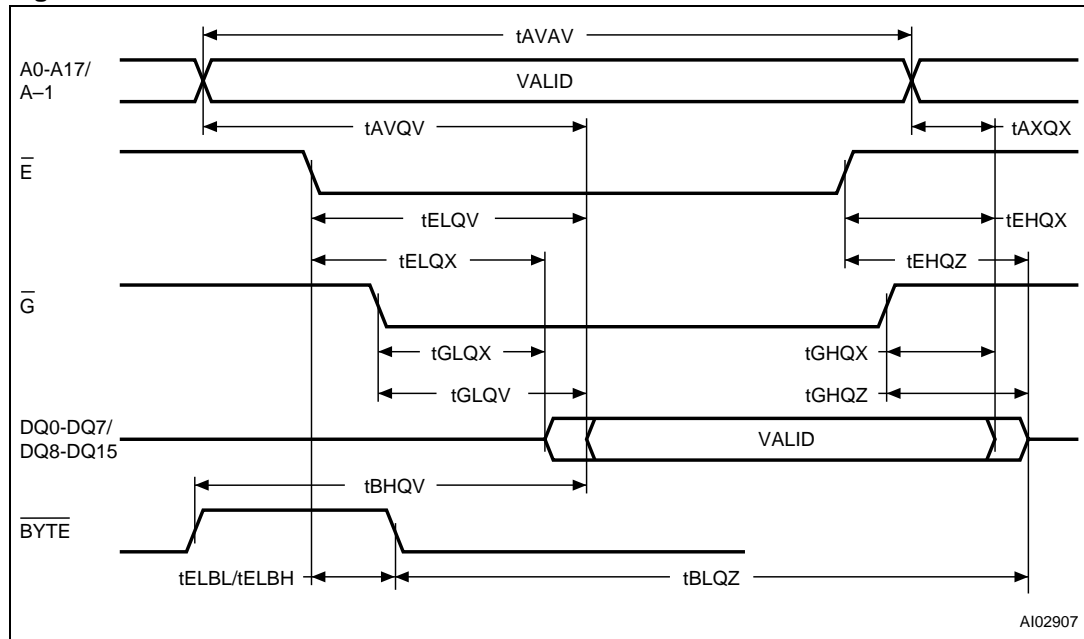 tAVAV
A0-A17/
A–1
VALID
tAVQV
tAXQX
E
tELQV
tEHQX
tELQX
tEHQZ
G
tGLQX
tGHQX
tGLQV
tGHQZ
DQ0-DQ7/
DQ8-DQ15
VALID
tBHQV
BYTE
tELBL/tELBH
tBLQZ
AI02907